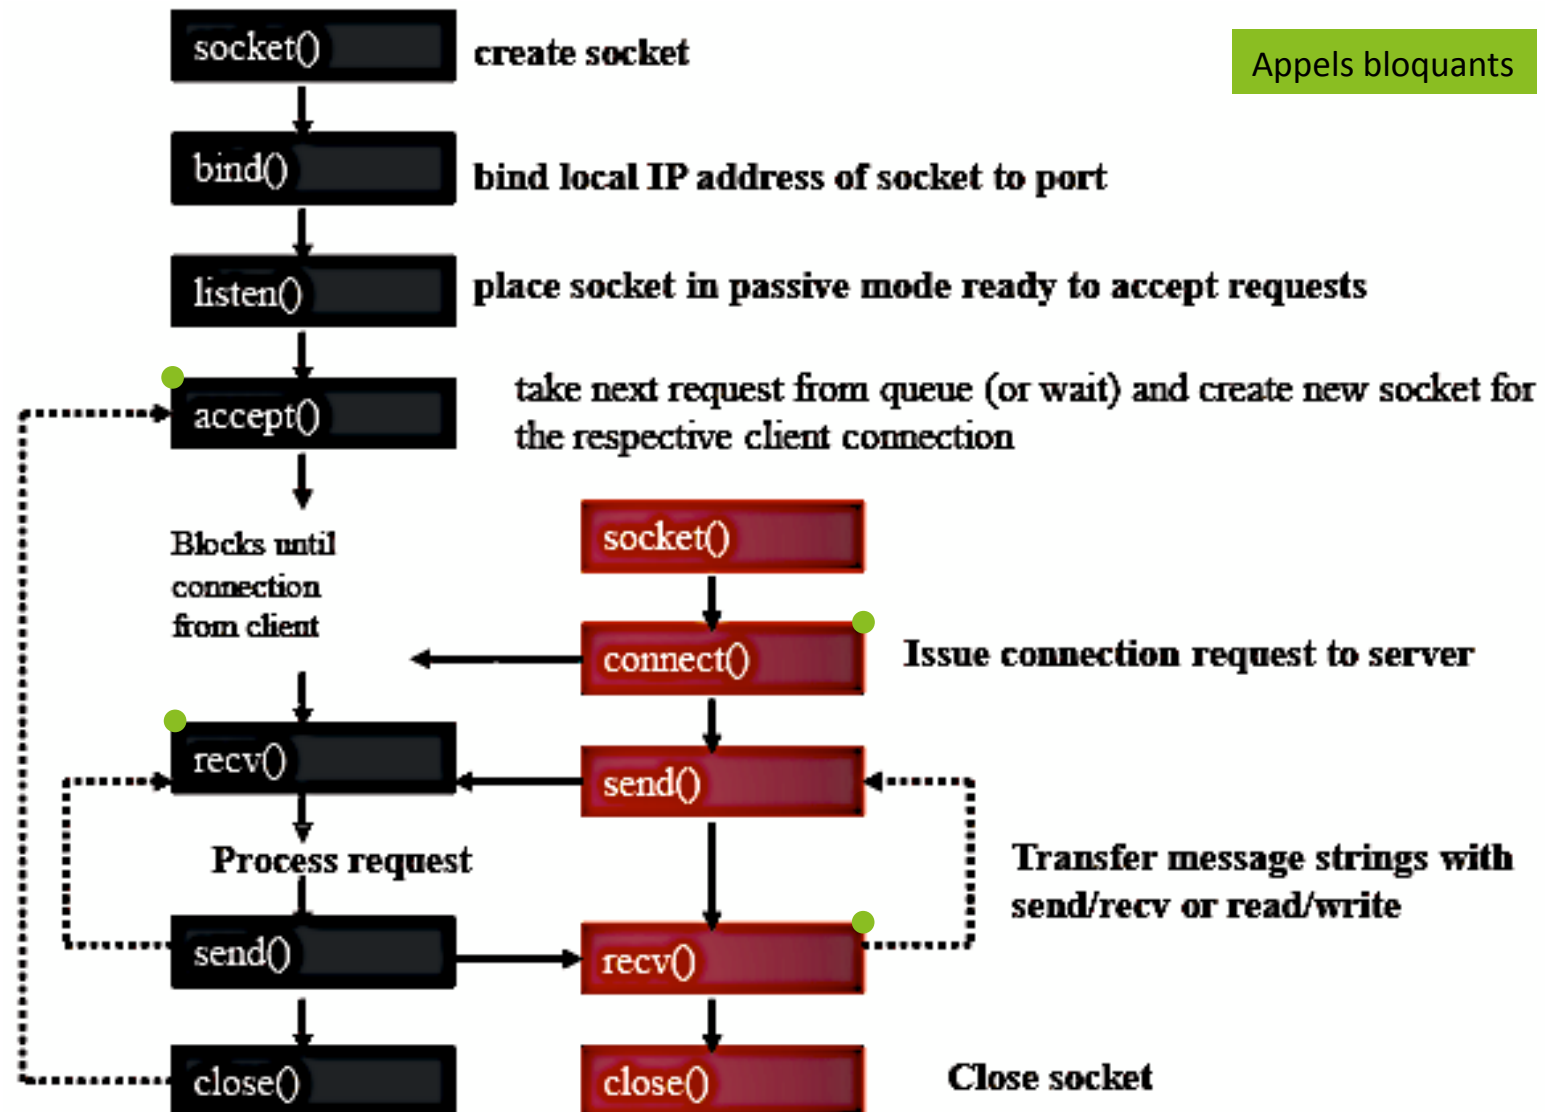 socket()
create socket
Appels bloquants
bind()
bind local IP address of socket to port
listen()
place socket in passive mode ready to accept requests
accept()
take next request from queue (or wait) and create new socket for
the respective client connection
Blocks until
connection
from client
socket()
connect()
Issue connection request to server
recv()
send()
Process request
Transfer message strings with
send/recv or read/write
send()
recv()
close()
close()
Close socket